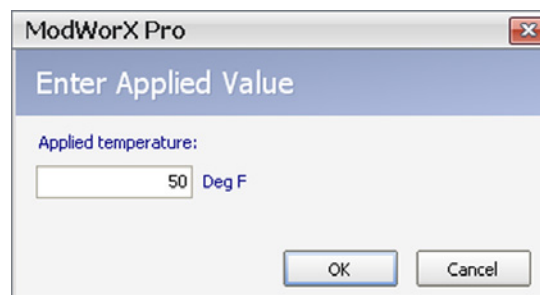 ModWorX Pro
Enter Applied Value
Applied temperature:
50 Deg F
OK Cancel